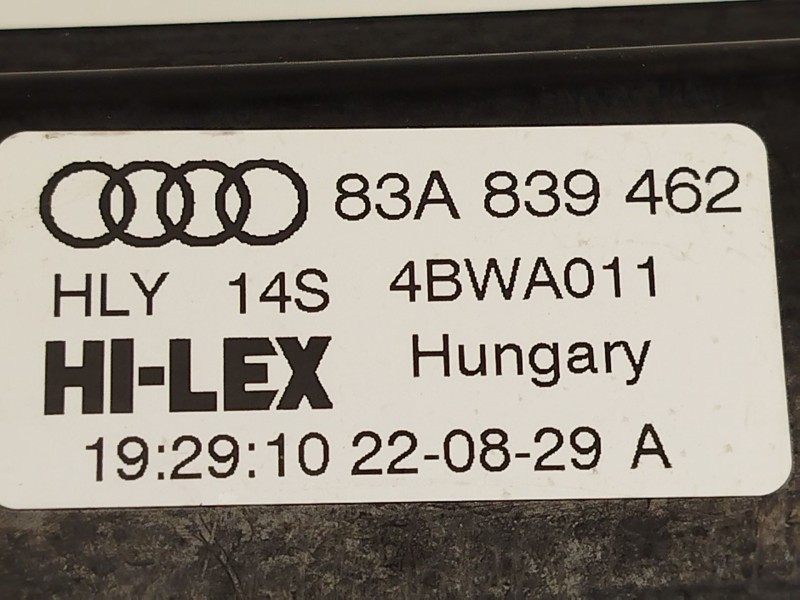 83A 839 462
HLY 14S 4BWA011
HI-LEX Hungary
19:29:10 22-08-29 A